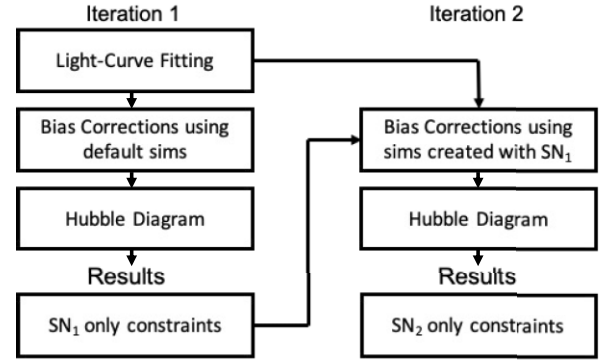 Iteration 1
Light-Curve Fitting
Bias Corrections using
default sims
Hubble Diagram
Results
SN₁ only constraints
Iteration 2
Bias Corrections using
sims created with SN₁
Hubble Diagram
Results
SN₂ only constraints